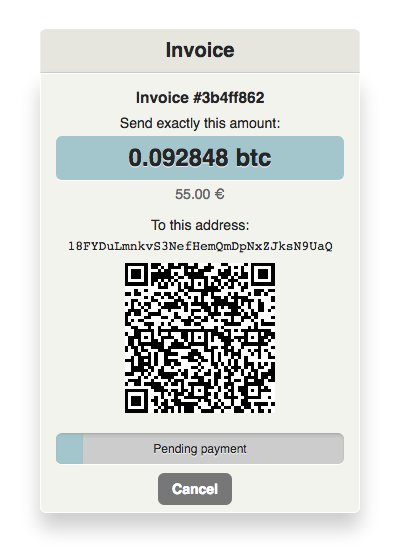 Invoice
Invoice #3b4ff862
Send exactly this amount:
0.092848 btc
55.00 €
To this address:
18FYDuLmnkvS3NefHemQmDpNxZJksN9UaQ
Pending payment
Cancel